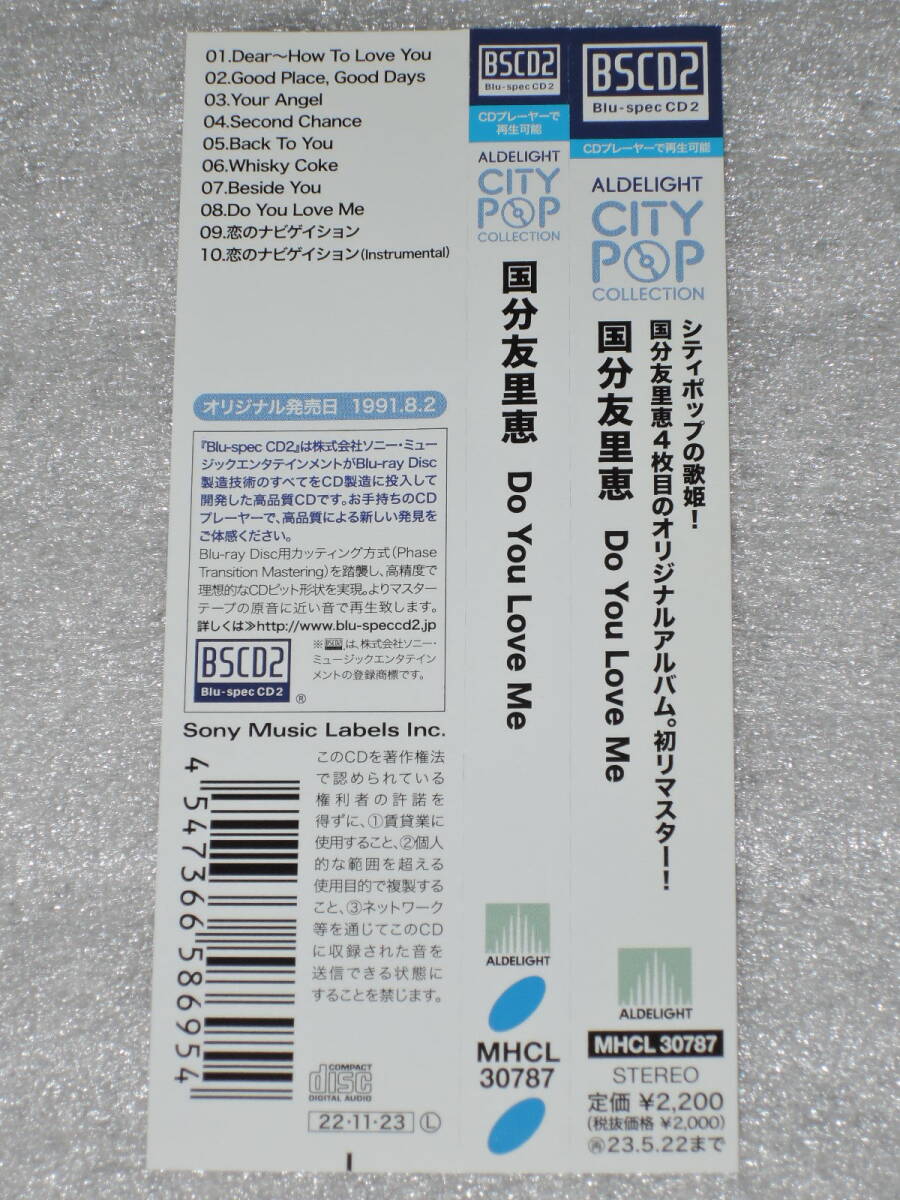 01.Dear～How To Love You
02.Good Place, Good Days
03.Your Angel
04.Second Chance
05.Back To You
06.Whisky Coke
07.Beside You
08.Do You Love Me
09.恋のナビゲイション
10.恋のナビゲイション(Instrumental)
オリジナル発売日 1991.8.2
『Blu-spec CD2』は株式会社ソニー・ミュー
ジックエンタテインメントがBlu-ray Disc
製造技術のすべてをCD製造に投入して
開発した高品質CDです。お手持ちのCD
プレーヤーで、高品質による新しい発見を
ご体感ください。
Blu-ray Disc用カッティング方式(Phase
Transition Mastering)を踏襲し、高精度で
理想的なCDピット形状を実現。よりマスター
テープの原音に近い音で再生致します。
詳しくは≫http://www.blu-speccd2.jp
BSCD2
Blu-spec CD2
®
※BSCD2は、株式会社ソニー・
ミュージックエンタテイン
メントの登録商標です。
Sony Music Labels Inc.
4 547366 586954
このCDを著作権法
で認められている
権利者の許諾を
得ずに、①賃貸業に
使用すること、②個人
的な範囲を超える
使用目的で複製する
こと、③ネットワーク
等を通じてこのCD
に収録された音を
送信できる状態に
することを禁じます。
COMPACT
disc
DIGITAL AUDIO
22・11・23 Ⓛ
BSCD2
Blu-spec CD2
CDプレーヤーで
再生可能
ALDELIGHT
CITY
POP
COLLECTION
国分友里恵 Do You Love Me
ALDELIGHT
MHCL
30787
BSCD2
Blu-spec CD2
CDプレーヤーで再生可能
ALDELIGHT
CITY
POP
COLLECTION
シティポップの歌姫!
国分友里恵4枚目のオリジナルアルバム。初リマスター!
国分友里恵 Do You Love Me
ALDELIGHT
MHCL 30787
STEREO
定価 ¥2,200
(税抜価格 ¥2,000)
㋐23.5.22まで